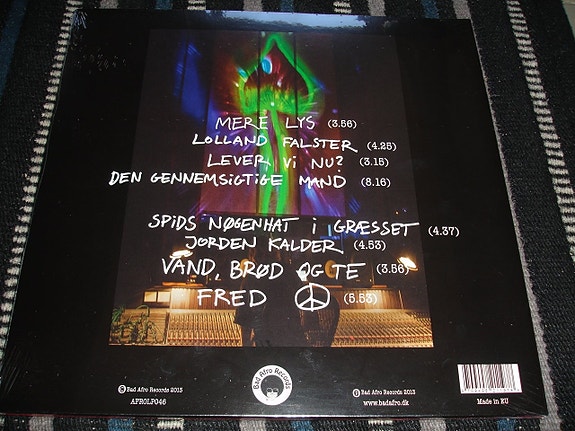 MERE LYS (3.56)
LOLLAND FALSTER (4.25)
LEVER Vi NU? (3.15)
DEN GENNEMSIGTIGE MAND (8.16)
SPiDS NØGENHAT i GRÆSSET (4.37)
JORDEN KALDER (4.53)
VAND, BRØD OG TE (3.56)
FRED (5.53)
Bad Afro Records
Ⓢ Bad Afro Records 2013
AFROLP046
Ⓟ Bad Afro Records 2013
www.badafro.dk
Made in EU